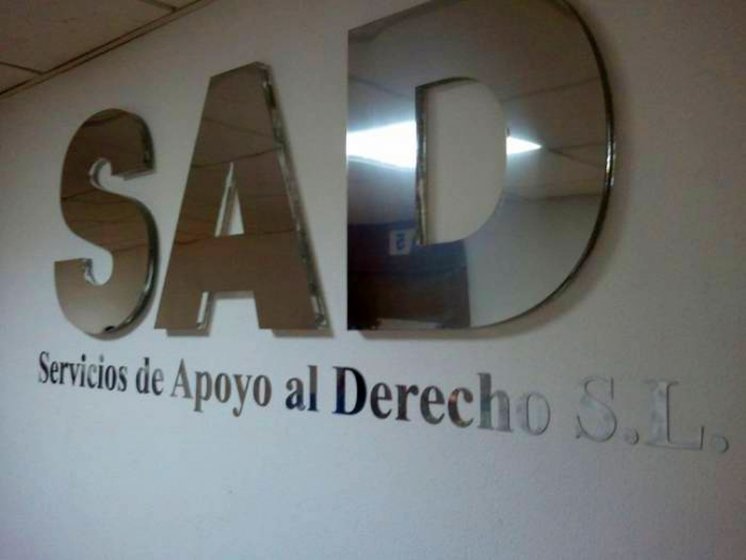 SAD
Servicios de Apoyo al Derecho S.L.